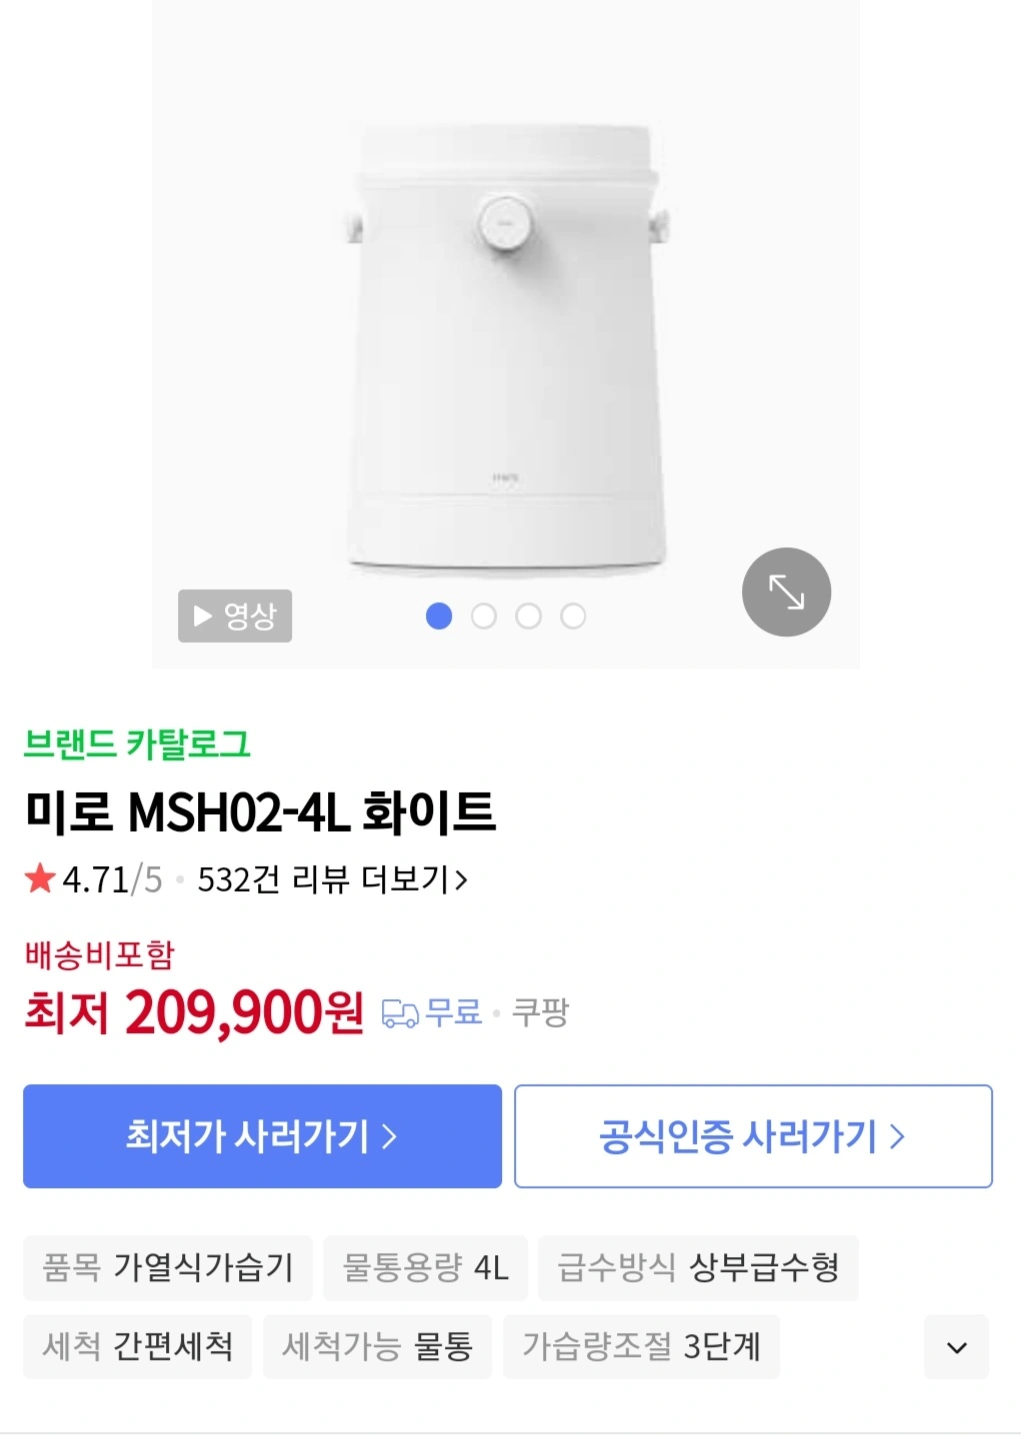 영상
브랜드 카탈로그
미로 MSH02-4L 화이트
4.71/5 • 532건 리뷰 더보기>
배송비포함
최저 209,900원 무료 • 쿠팡
최저가 사러가기 > 공식인증 사러가기 >
품목 가열식가습기 물통용량 4L 급수방식 상부급수형
세척 간편세척 세척가능 물통 가습량조절 3단계